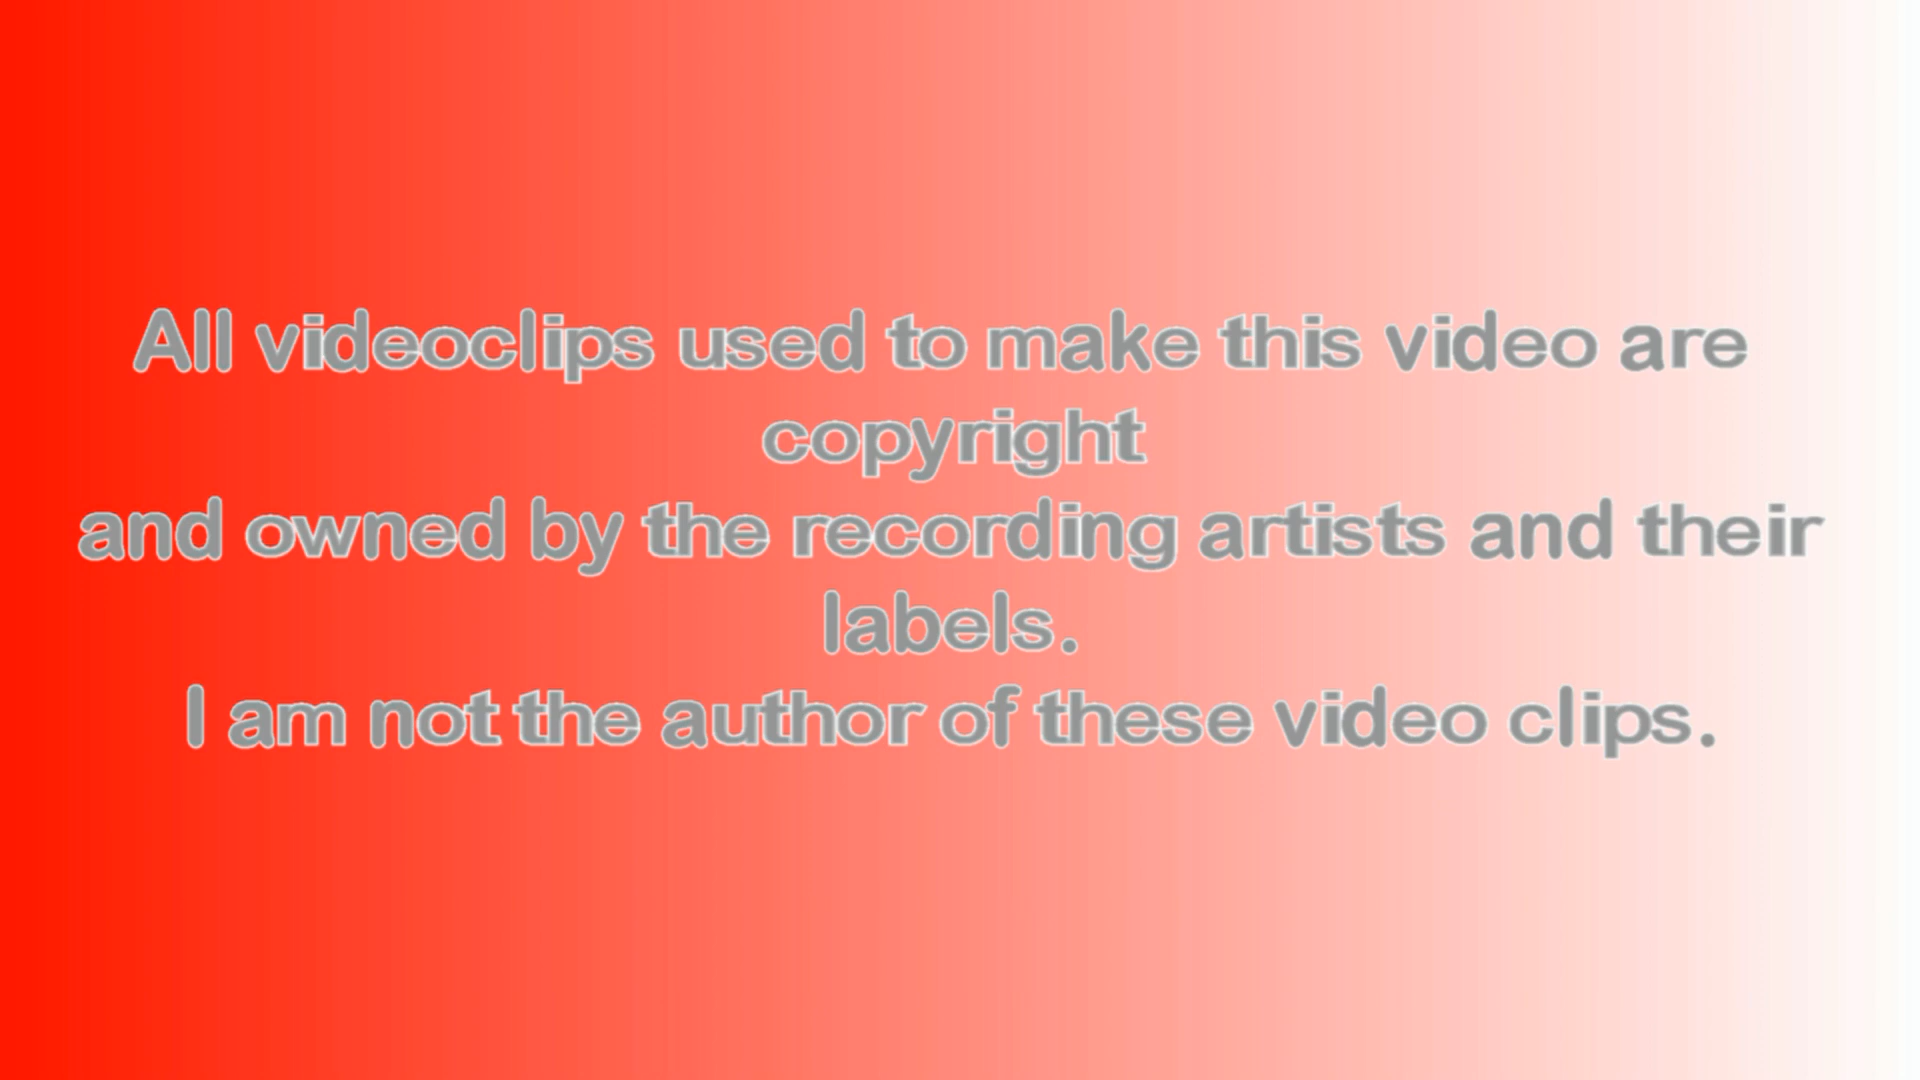 All videoclips used to make this video are
copyright
and owned by the recording artists and their
labels.
I am not the author of these video clips.